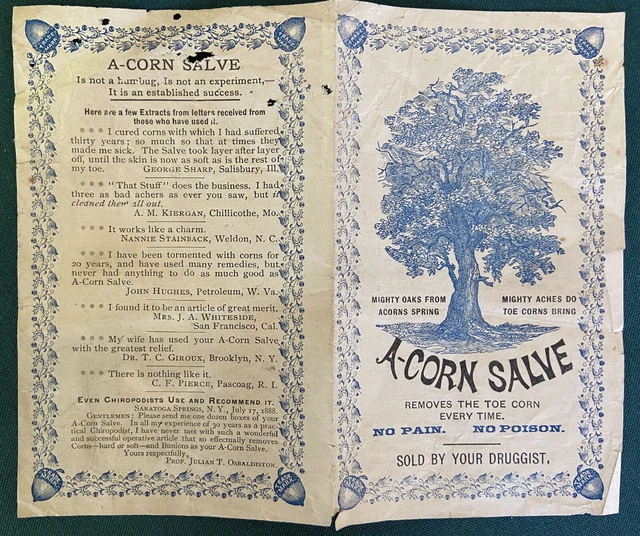 A-CORN SALVE
Is not a humbug, Is not an experiment,—
It is an established success.
Here are a few Extracts from letters received from
those who have used it.
* * * I cured corns with which I had suffered
thirty years; so much so that at times they
made me sick. The Salve took layer after layer
off, until the skin is now as soft as is the rest of
my toe. GEORGE SHARP, Salisbury, Ill.
* * * "That Stuff" does the business. I had
three as bad achers as ever you saw, but it
cleaned them all out.
A. M. KIERGAN, Chillicothe, Mo.
* * * It works like a charm.
NANNIE STAINBACK, Weldon, N. C.
* * * I have been tormented with corns for
20 years, and have used many remedies, but
never had anything to do as much good as
A-Corn Salve.
JOHN HUGHES, Petroleum, W. Va.
* * * I found it to be an article of great merit.
MRS. J. A. WHITESIDE,
San Francisco, Cal.
* * * My wife has used your A-Corn Salve
with the greatest relief.
DR. T. C. GIROUX, Brooklyn, N. Y.
* * * There is nothing like it.
C. F. PIERCE, Pascoag, R. I.
EVEN CHIROPODISTS USE AND RECOMMEND IT.
SARATOGA SPRINGS, N. Y., July 17, 1888.
GENTLEMEN: Please send me one dozen boxes of your
A-Corn Salve. In all my experience of 30 years as a prac-
tical Chiropodist, I have never met with such a wonderful
and successful operative article that so effectually removes
Corns—hard or soft—and Bunions as your A-Corn Salve.
Yours respectfully,
PROF. JULIAN T. OSBALDISTON.
MIGHTY OAKS FROM
ACORNS SPRING
MIGHTY ACHES DO
TOE CORNS BRING
A-CORN SALVE
REMOVES THE TOE CORN
EVERY TIME.
NO PAIN. NO POISON.
SOLD BY YOUR DRUGGIST.